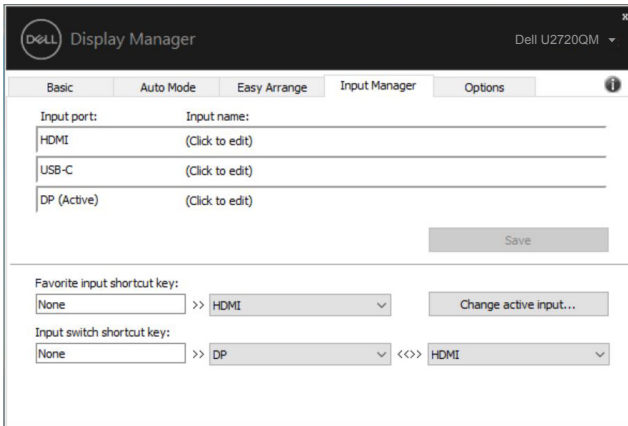 x
DELL Display Manager Dell U2720QM
Basic Auto Mode Easy Arrange Input Manager Options i
Input port: Input name:
HDMI (Click to edit)
USB-C (Click to edit)
DP (Active) (Click to edit)
Save
Favorite input shortcut key:
None >> HDMI Change active input...
Input switch shortcut key:
None >> DP <<>> HDMI